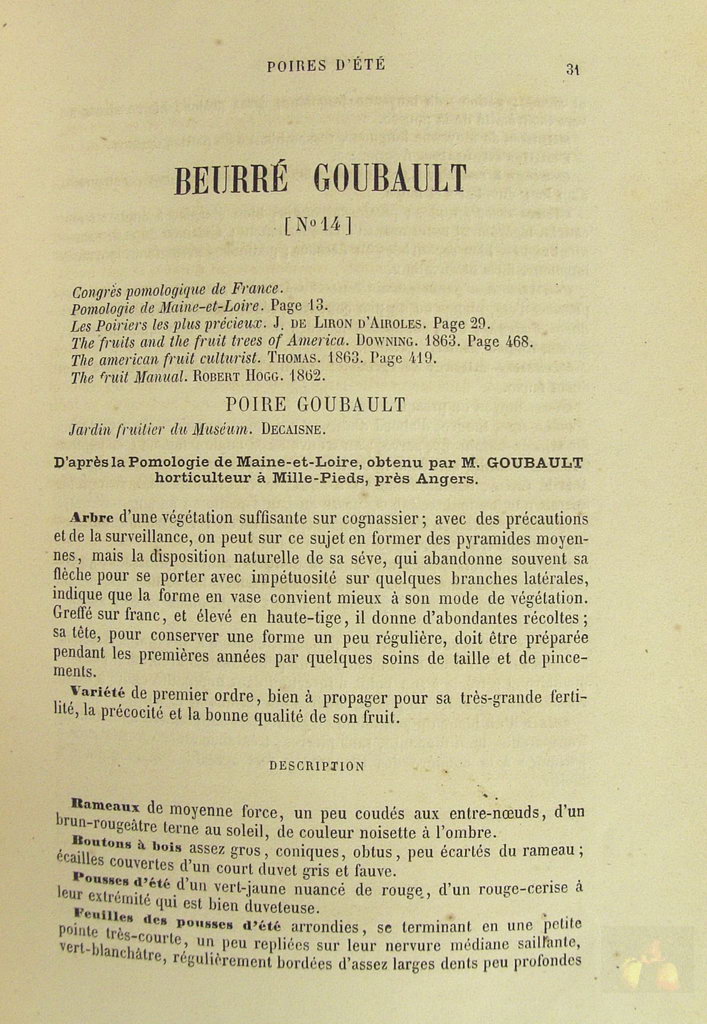 POIRES D'ÉTÉ
31
BEURRÉ GOUBAULT
[ No 14 ]
Congrès pomologique de France.
Pomologie de Maine-et-Loire. Page 13.
Les Poiriers les plus précieux. J. DE LIRON D'AIROLES. Page 29.
The fruits and the fruit trees of America. DOWNING. 1863. Page 468.
The american fruit culturist. THOMAS. 1863. Page 419.
The fruit Manual. ROBERT HOGG. 1862.
POIRE GOUBAULT
Jardin fruitier du Muséum. DECAISNE.
D'après la Pomologie de Maine-et-Loire, obtenu par M. GOUBAULT
horticulteur à Mille-Pieds, près Angers.
Arbre d'une végétation suffisante sur cognassier; avec des précautions
et de la surveillance, on peut sur ce sujet en former des pyramides moyen-
nes, mais la disposition naturelle de sa séve, qui abandonne souvent sa
flèche pour se porter avec impétuosité sur quelques branches latérales,
indique que la forme en vase convient mieux à son mode de végétation.
Greffé sur franc, et élevé en haute-tige, il donne d'abondantes récoltes;
sa tête, pour conserver une forme un peu régulière, doit être préparée
pendant les premières années par quelques soins de taille et de pince-
ments.
Variété de premier ordre, bien à propager pour sa très-grande ferti-
lité, la précocité et la bonne qualité de son fruit.
DESCRIPTION
Rameaux de moyenne force, un peu coudés aux entre-nœuds, d'un
brun-rougeâtre terne au soleil, de couleur noisette à l'ombre.
Boutons à bois assez gros, coniques, obtus, peu écartés du rameau;
écailles couvertes d'un court duvet gris et fauve.
Pousses d'été d'un vert-jaune nuancé de rouge, d'un rouge-cerise à
leur extrémité qui est bien duveteuse.
Feuilles des pousses d'été arrondies, se terminant en une petite
pointe très-courte, un peu repliées sur leur nervure médiane saillante,
vert-blanchâtre, régulièrement bordées d'assez larges dents peu profondes